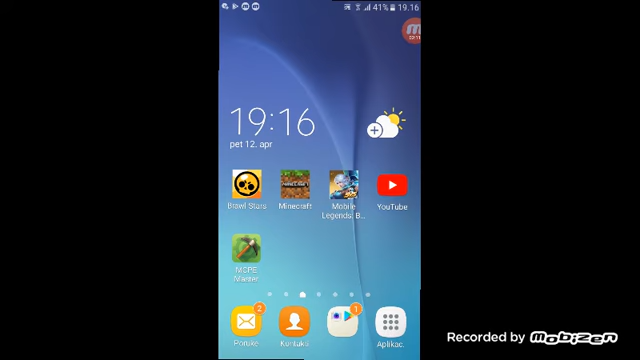 41% 19.16
19:16
pet 12. apr
Brawl Stars
Minecraft
Mobile
Legends: B...
YouTube
MCPE
Master
2
1
Poruke
Kontakti
Aplikac.
Recorded by Mobizen